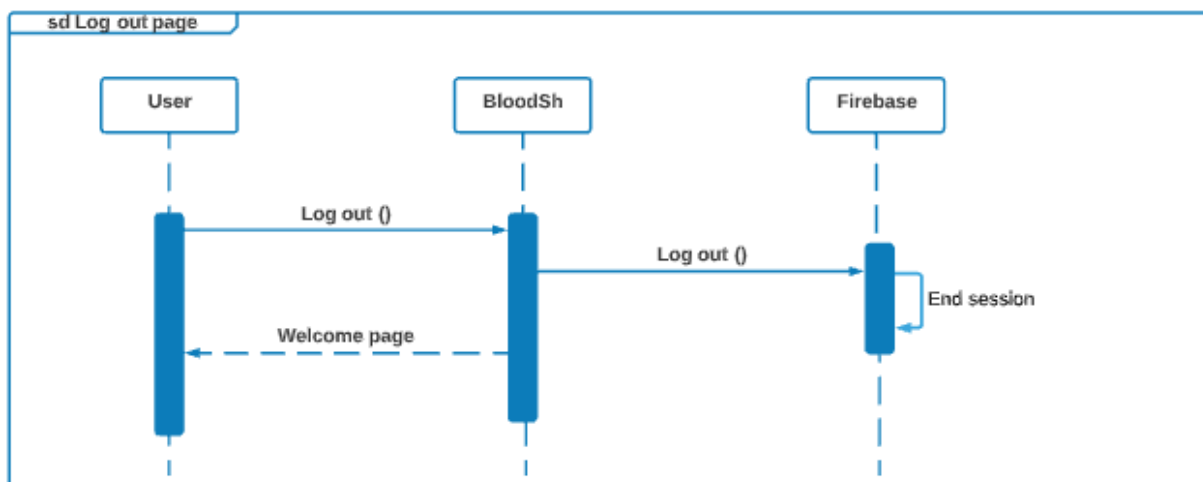 sd Log out page
User
BloodSh
Firebase
Log out ()
Log out ()
End session
Welcome page